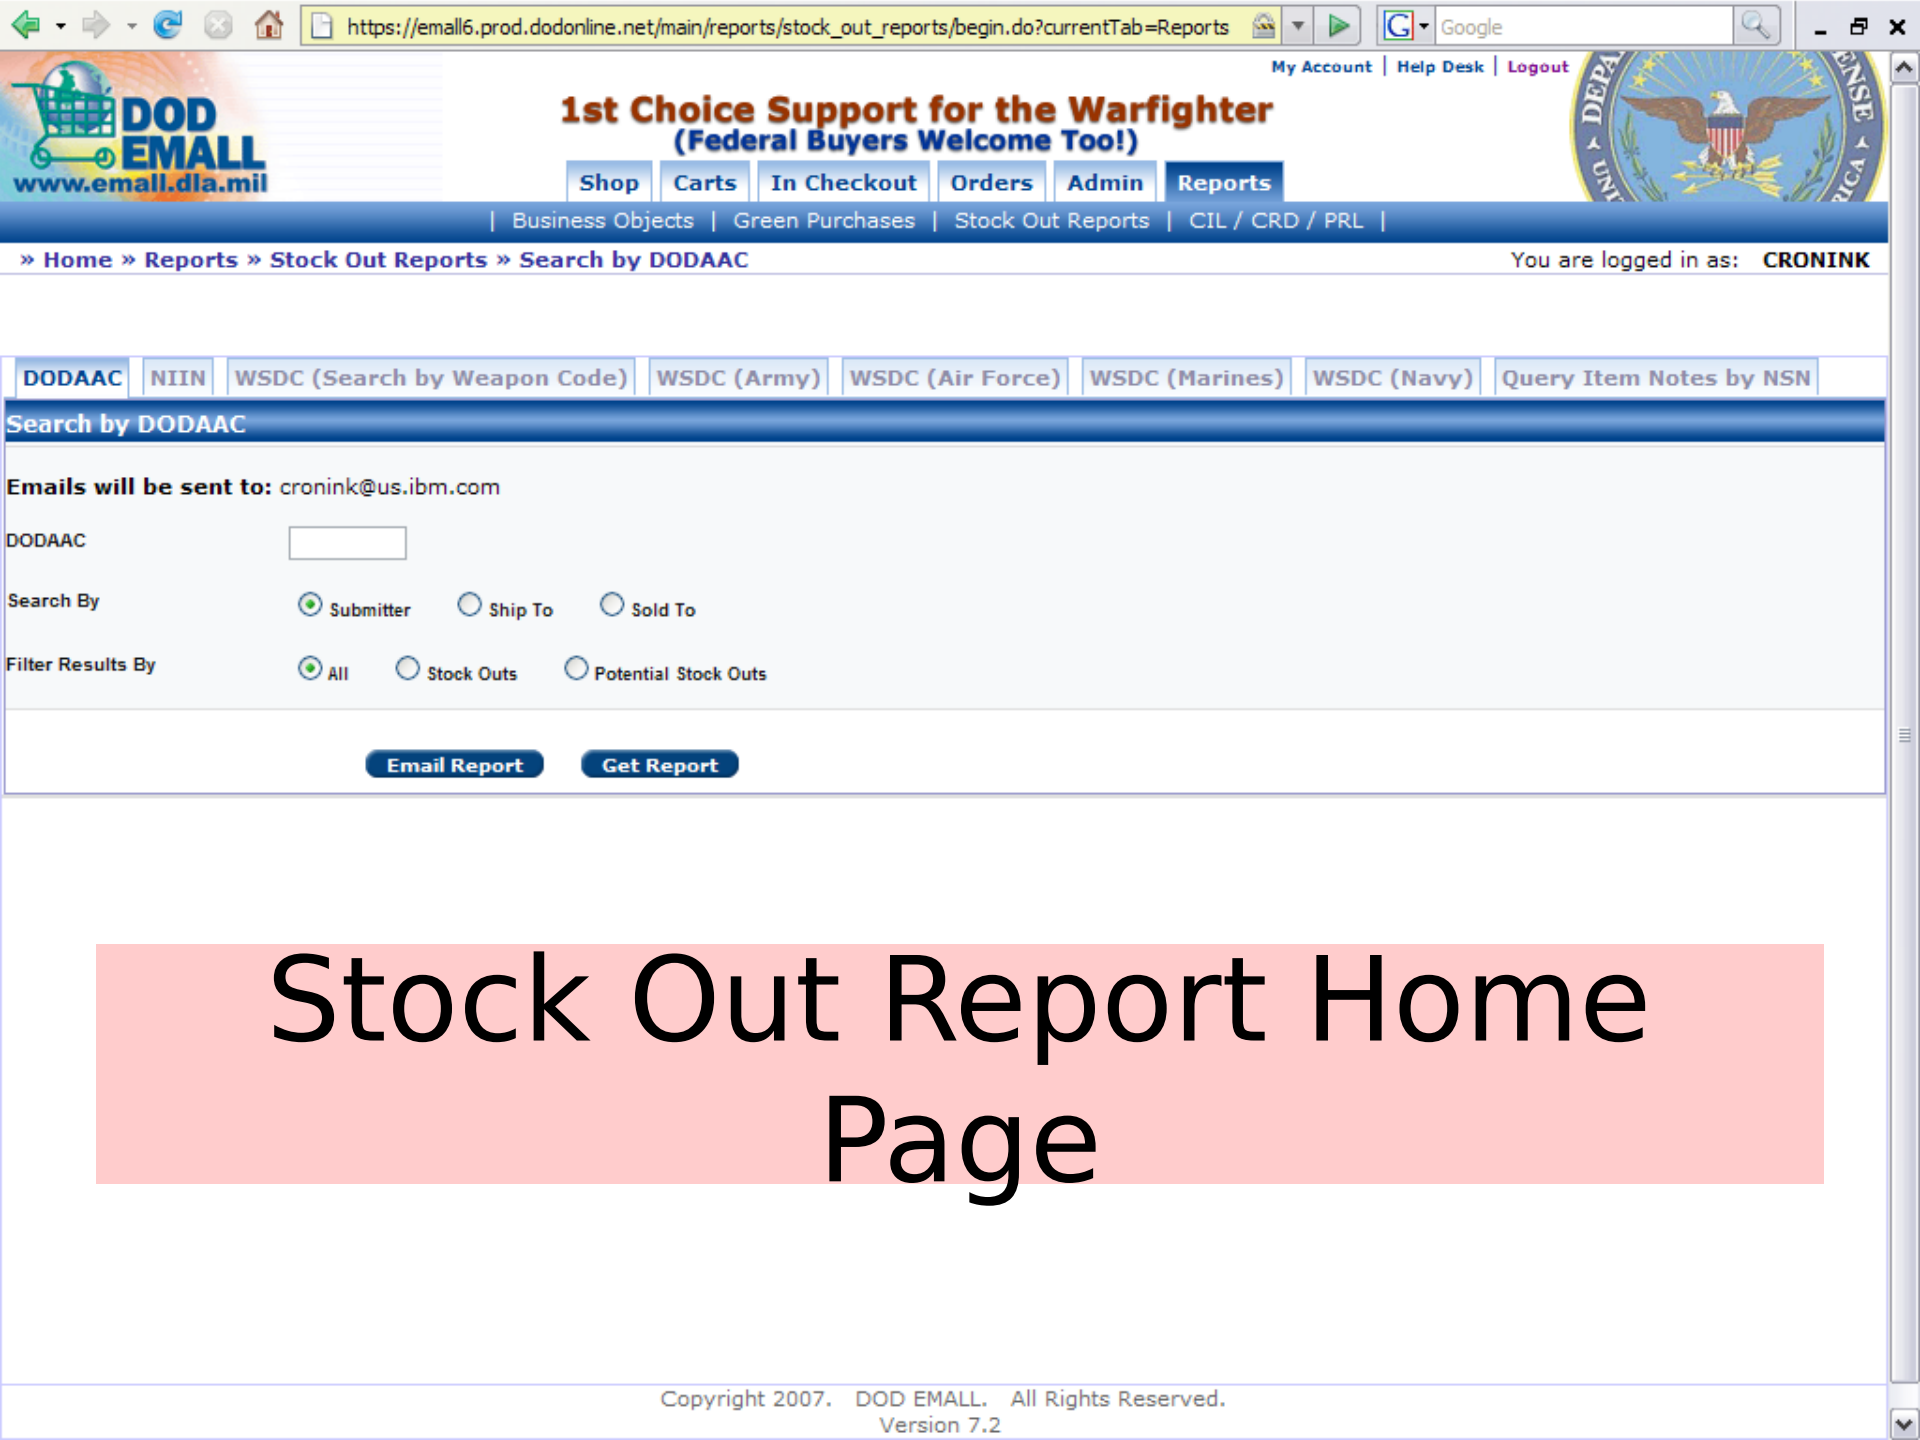 https://emall6.prod.dodonline.net/main/reports/stock_out_reports/begin.do?currentTab=Reports G Google
My Account | Help Desk | Logout
DOD
EMALL
www.emall.dla.mil
1st Choice Support for the Warfighter
(Federal Buyers Welcome Too!)
Shop Carts In Checkout Orders Admin Reports
| Business Objects | Green Purchases | Stock Out Reports | CIL / CRD / PRL |
» Home » Reports » Stock Out Reports » Search by DODAAC You are logged in as: CRONINK
DODAAC NIIN WSDC (Search by Weapon Code) WSDC (Army) WSDC (Air Force) WSDC (Marines) WSDC (Navy) Query Item Notes by NSN
Search by DODAAC
Emails will be sent to: cronink@us.ibm.com
DODAAC
Search By Submitter Ship To Sold To
Filter Results By All Stock Outs Potential Stock Outs
Email Report Get Report
Stock Out Report Home
Page
Copyright 2007. DOD EMALL. All Rights Reserved.
Version 7.2